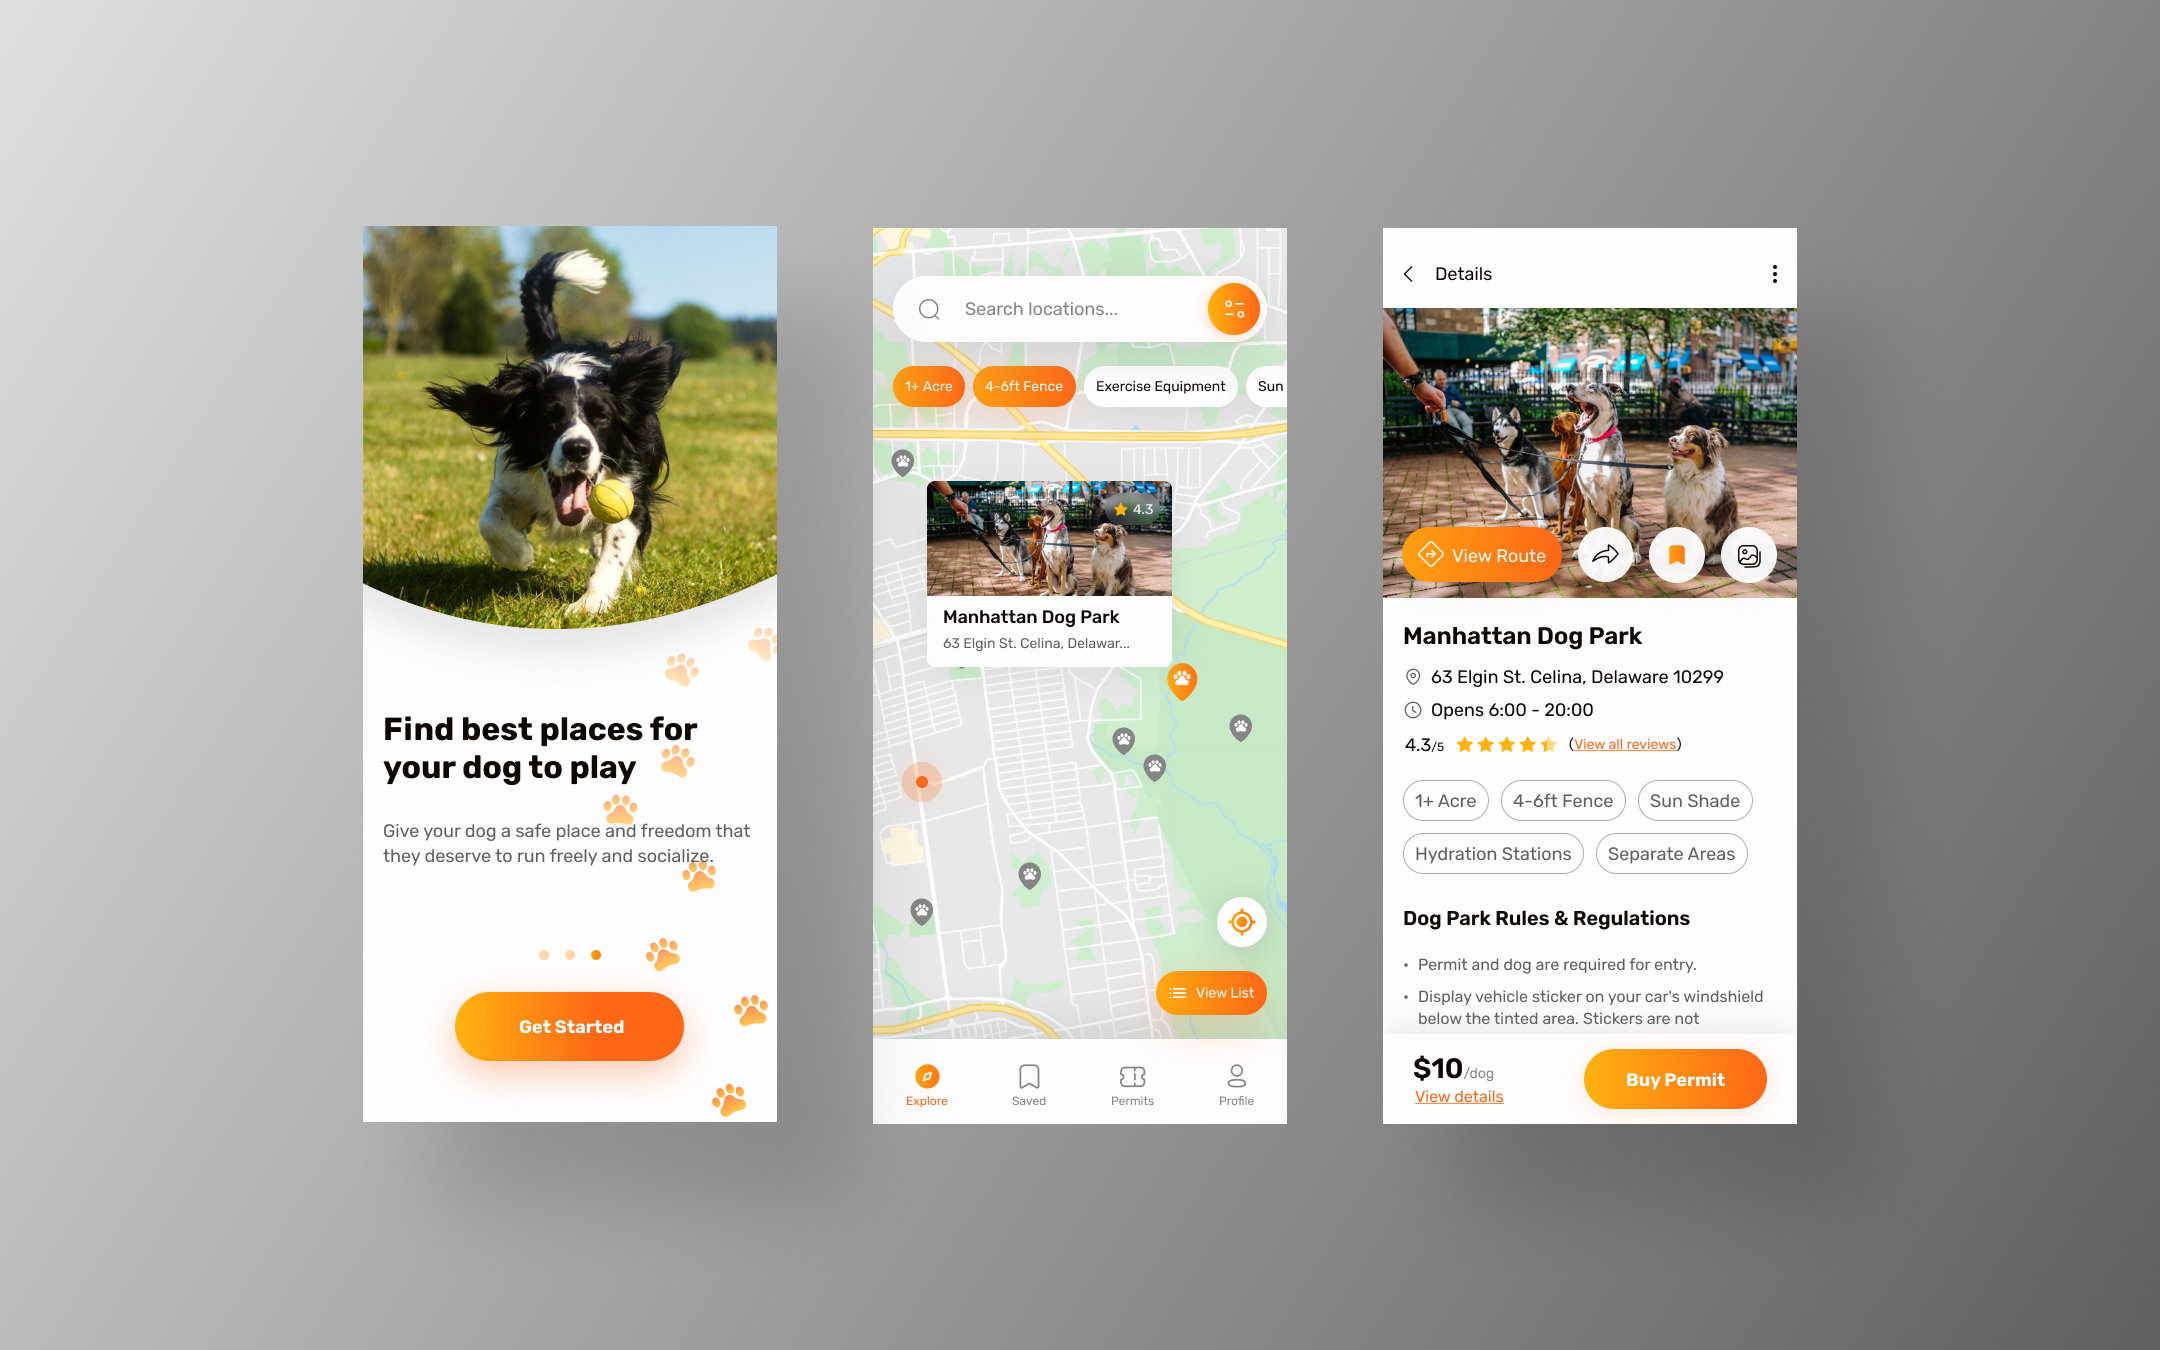 Find best places for
your dog to play
Give your dog a safe place and freedom that
they deserve to run freely and socialize.
Get Started
Search locations...
1+ Acre
4-6ft Fence
Exercise Equipment
Sun
4.3
Manhattan Dog Park
63 Elgin St. Celina, Delawar...
View List
Explore
Saved
Permits
Profile
Details
View Route
Manhattan Dog Park
63 Elgin St. Celina, Delaware 10299
Opens 6:00 - 20:00
4.3/5 (View all reviews)
1+ Acre
4-6ft Fence
Sun Shade
Hydration Stations
Separate Areas
Dog Park Rules & Regulations
• Permit and dog are required for entry.
• Display vehicle sticker on your car's windshield
below the tinted area. Stickers are not
$10/dog
View details
Buy Permit